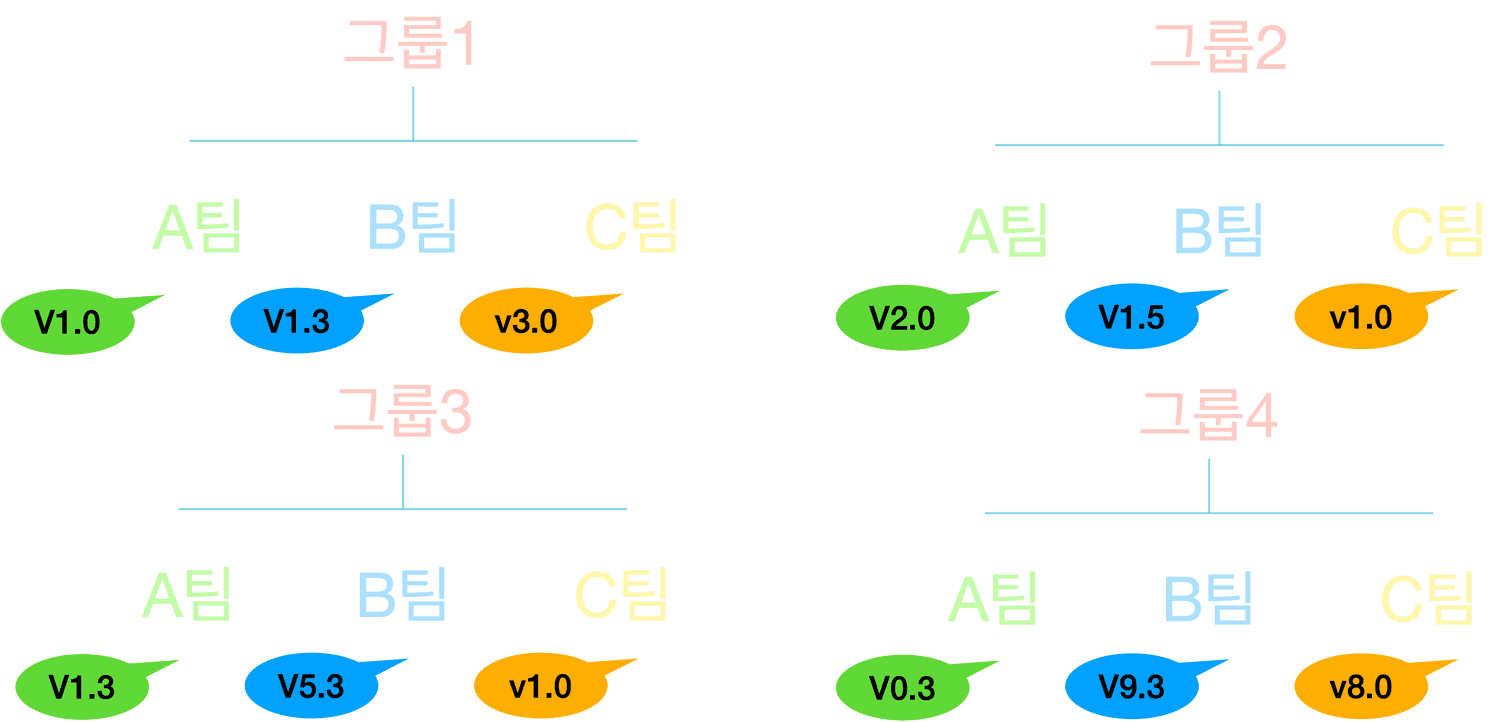 그룹1
A팀 B팀 C팀
V1.0 V1.3 v3.0
그룹2
A팀 B팀 C팀
V2.0 V1.5 v1.0
그룹3
A팀 B팀 C팀
V1.3 V5.3 v1.0
그룹4
A팀 B팀 C팀
V0.3 V9.3 v8.0